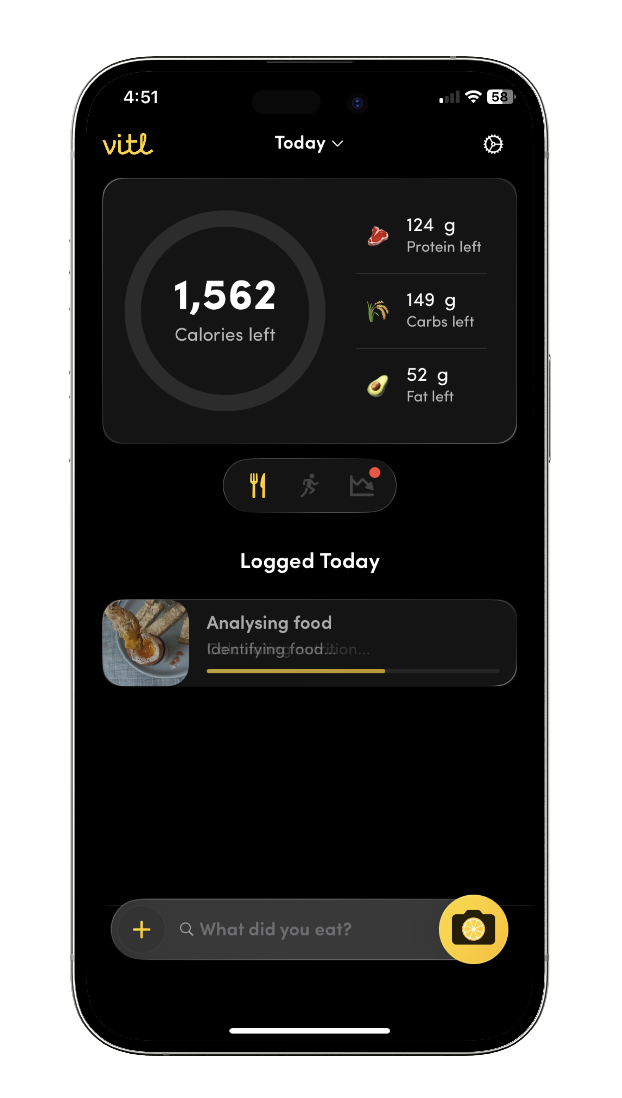 4:51
58
vitl
Today
1,562
Calories left
124 g
Protein left
149 g
Carbs left
52 g
Fat left
Logged Today
Analysing food
Identifying food...
What did you eat?